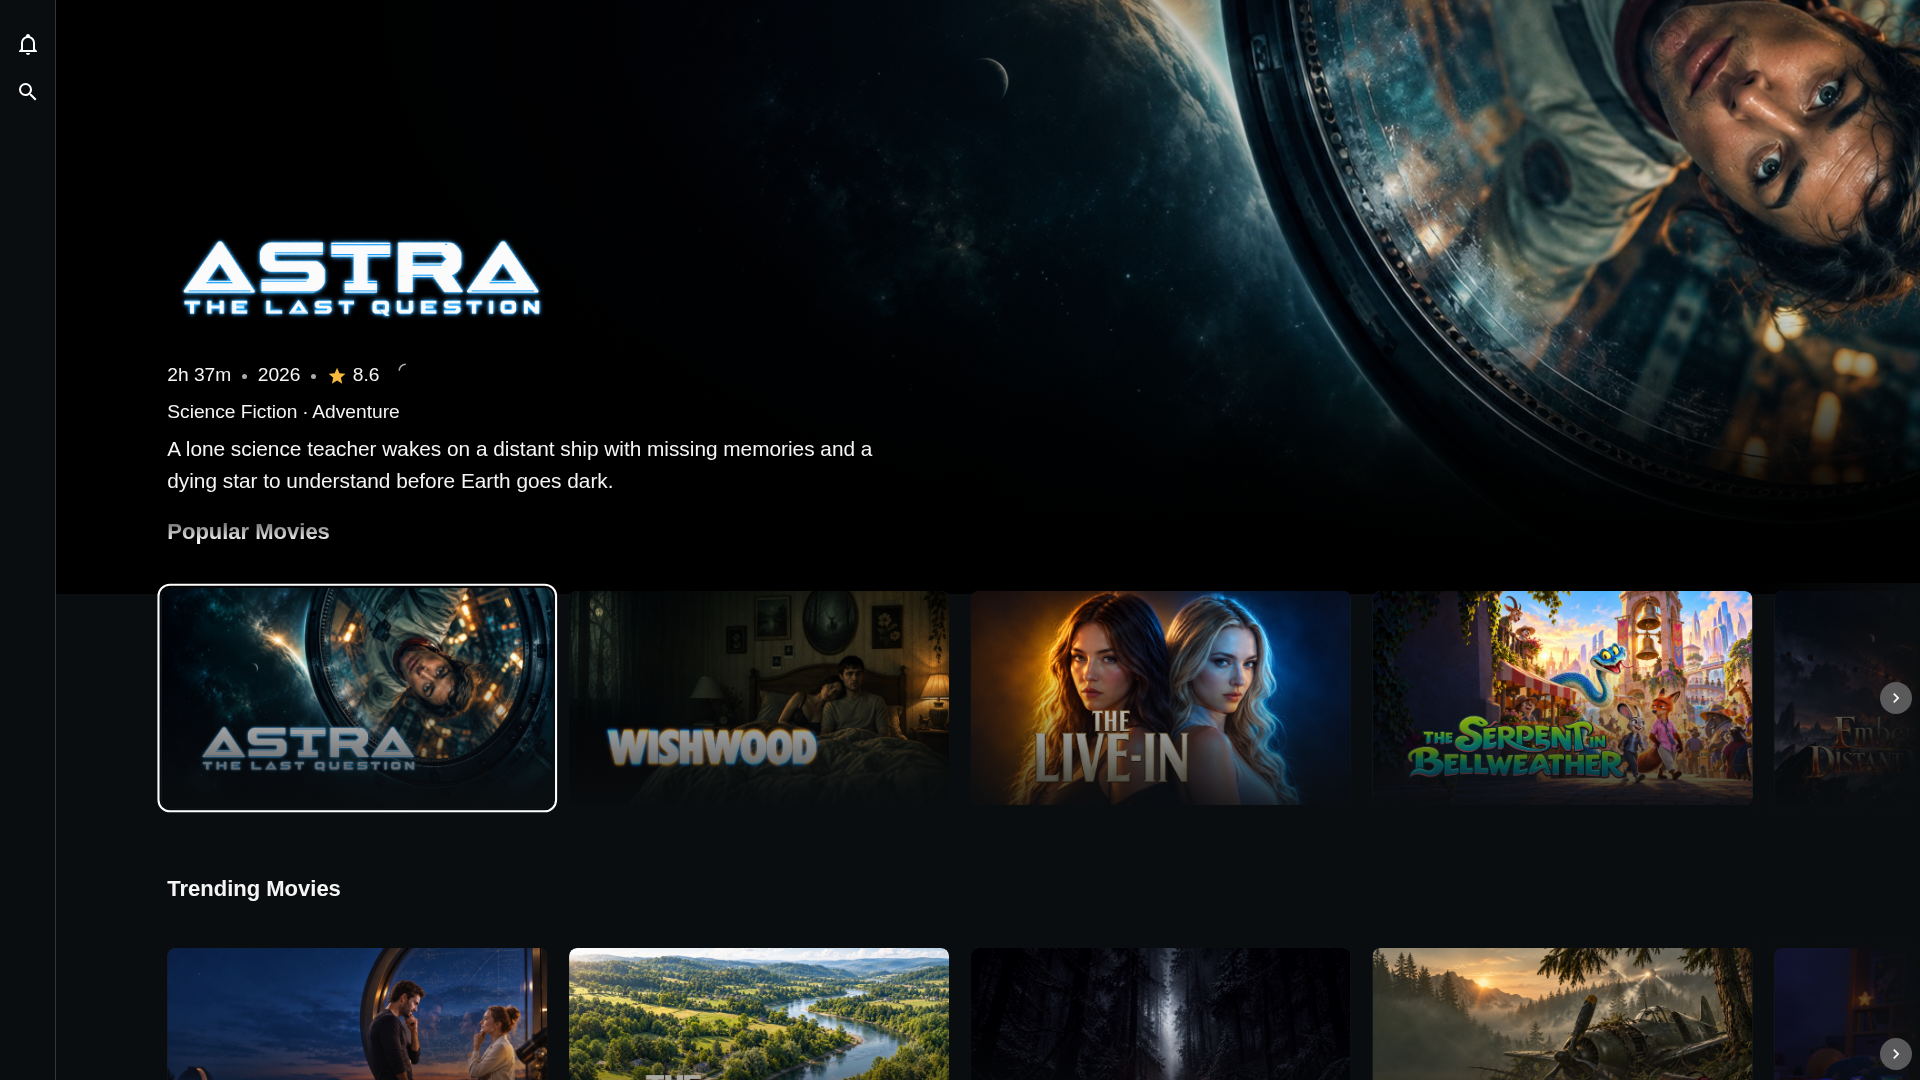 ASTRA
THE LAST QUESTION
2h 37m • 2026 • 8.6
Science Fiction · Adventure
A lone science teacher wakes on a distant ship with missing memories and a
dying star to understand before Earth goes dark.
Popular Movies
ASTRA
THE LAST QUESTION
WISHWOOD
THE
LIVE-IN
THE SERPENT IN
BELLWEATHER
Trending Movies
THE